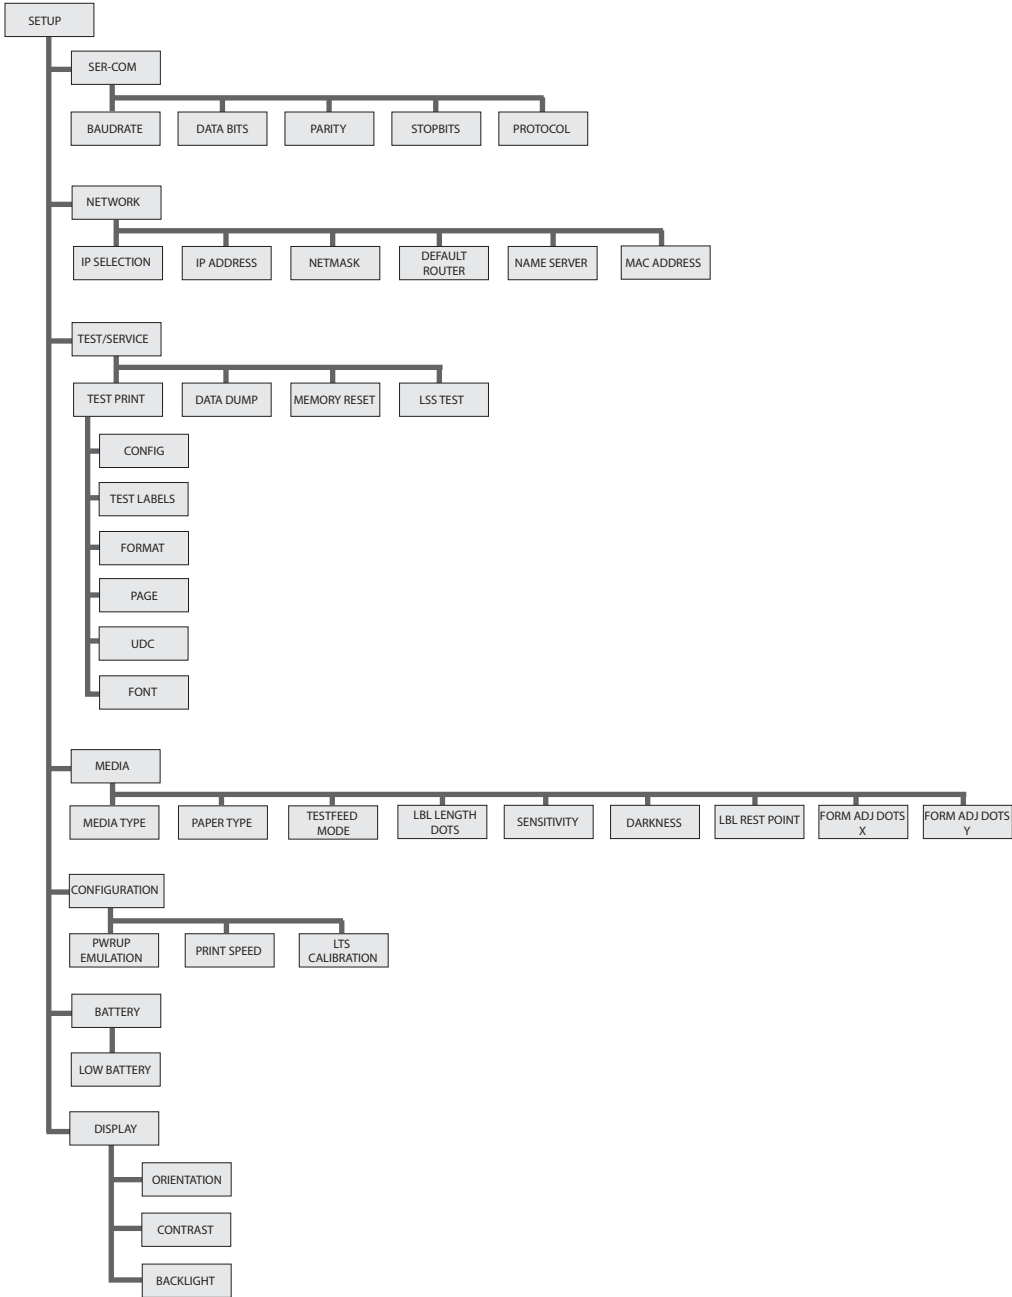 SETUP
SER-COM
BAUDRATE
DATA BITS
PARITY
STOPBITS
PROTOCOL
NETWORK
IP SELECTION
IP ADDRESS
NETMASK
DEFAULT
ROUTER
NAME SERVER
MAC ADDRESS
TEST/SERVICE
TEST PRINT
DATA DUMP
MEMORY RESET
LSS TEST
CONFIG
TEST LABELS
FORMAT
PAGE
UDC
FONT
MEDIA
MEDIA TYPE
PAPER TYPE
TESTFEED
MODE
LBL LENGTH
DOTS
SENSITIVITY
DARKNESS
LBL REST POINT
FORM ADJ DOTS
X
FORM ADJ DOTS
Y
CONFIGURATION
PWRUP
EMULATION
PRINT SPEED
LTS
CALIBRATION
BATTERY
LOW BATTERY
DISPLAY
ORIENTATION
CONTRAST
BACKLIGHT